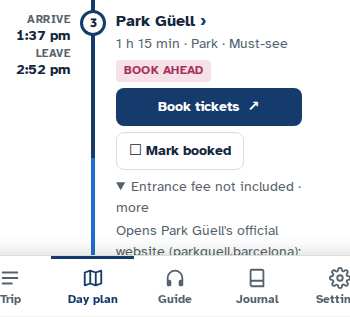 ARRIVE
1:37 pm
LEAVE
2:52 pm
3
Park Güell ›
1 h 15 min · Park · Must-see
BOOK AHEAD
Book tickets ↗
☐ Mark booked
▼ Entrance fee not included ·
more
Opens Park Güell's official
website (parkguell.barcelona);
Trip
Day plan
Guide
Journal
Settin